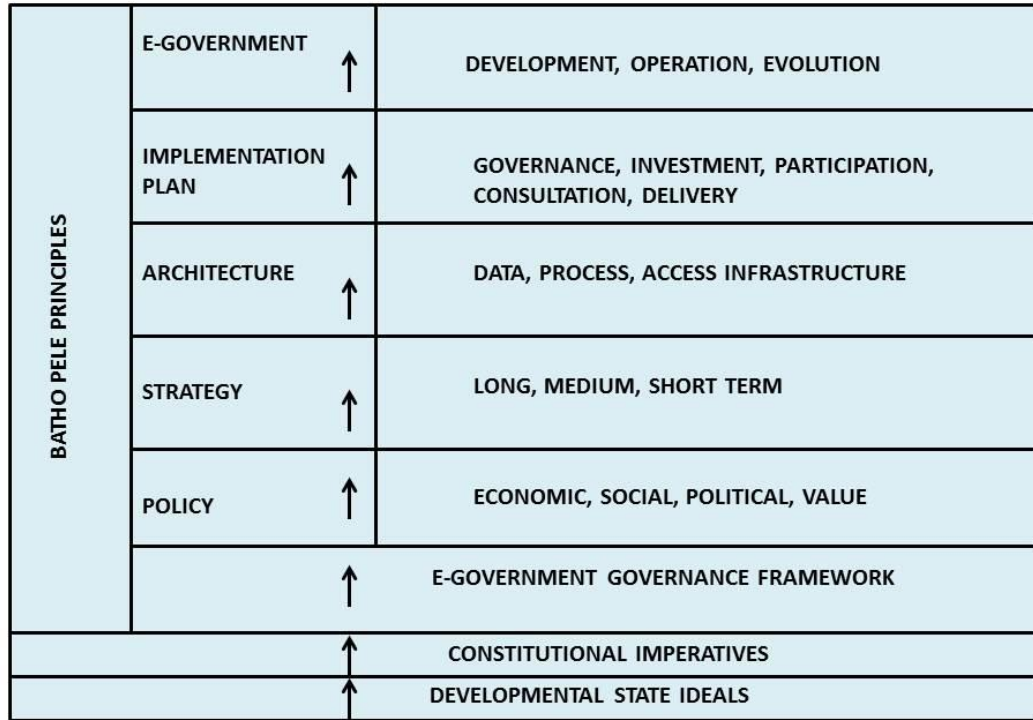 BATHO PELE PRINCIPLES
E-GOVERNMENT
DEVELOPMENT, OPERATION, EVOLUTION
IMPLEMENTATION
PLAN
GOVERNANCE, INVESTMENT, PARTICIPATION,
CONSULTATION, DELIVERY
ARCHITECTURE
DATA, PROCESS, ACCESS INFRASTRUCTURE
STRATEGY
LONG, MEDIUM, SHORT TERM
POLICY
ECONOMIC, SOCIAL, POLITICAL, VALUE
E-GOVERNMENT GOVERNANCE FRAMEWORK
CONSTITUTIONAL IMPERATIVES
DEVELOPMENTAL STATE IDEALS